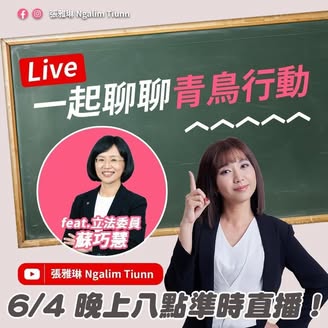 張雅琳 Ngalim Tiunn
Live
一起聊聊青鳥行動
feat.立法委員
蘇巧慧
張雅琳 Ngalim Tiunn
6/4 晚上八點準時直播！